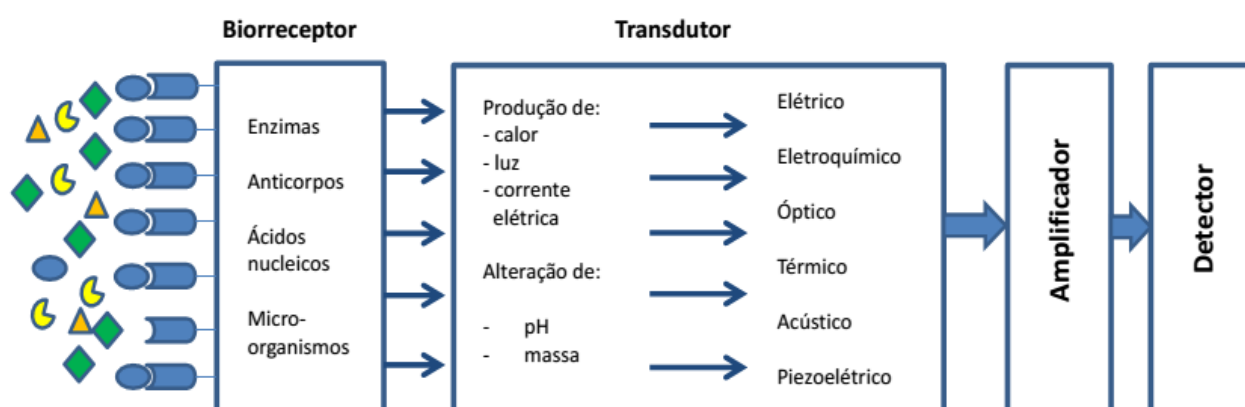 Biorreceptor
Enzimas
Anticorpos
Ácidos
nucleicos
Micro-
organismos
Transdutor
Produção de:
- calor
- luz
- corrente
elétrica
Alteração de:
- pH
- massa
Elétrico
Eletroquímico
Óptico
Térmico
Acústico
Piezoelétrico
Amplificador
Detector